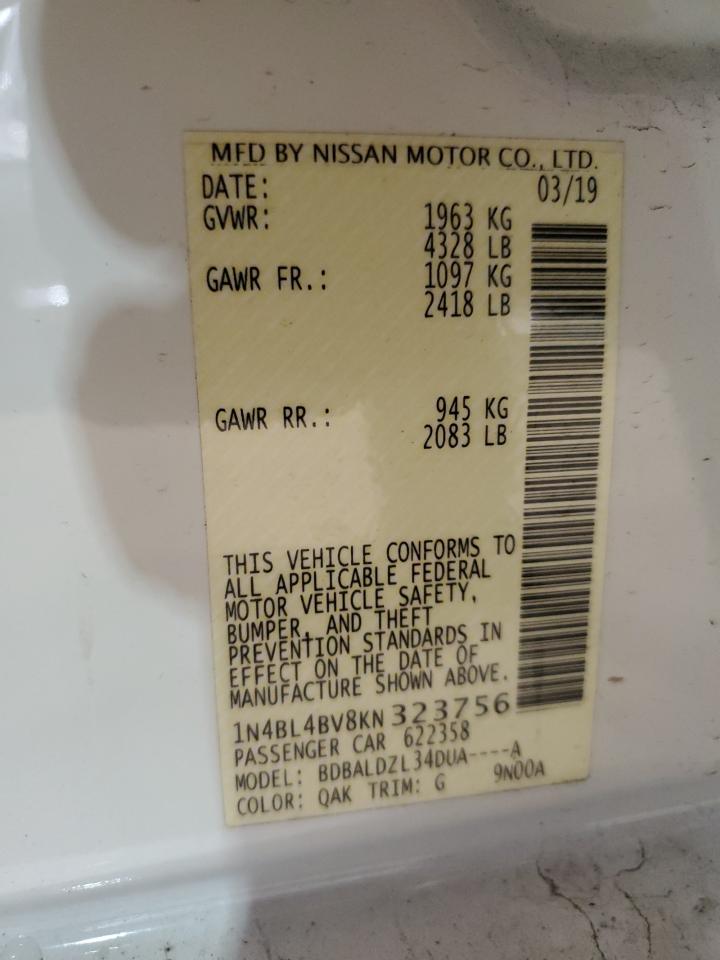 MFD BY NISSAN MOTOR CO., LTD.
DATE: 03/19
GVWR: 1963 KG
4328 LB
GAWR FR.: 1097 KG
2418 LB
GAWR RR.: 945 KG
2083 LB
THIS VEHICLE CONFORMS TO
ALL APPLICABLE FEDERAL
MOTOR VEHICLE SAFETY,
BUMPER, AND THEFT
PREVENTION STANDARDS IN
EFFECT ON THE DATE OF
MANUFACTURE SHOWN ABOVE.
1N4BL4BV8KN 323756
PASSENGER CAR 622358
MODEL: BDBALDZL34DUA----A
COLOR: QAK TRIM: G 9N00A